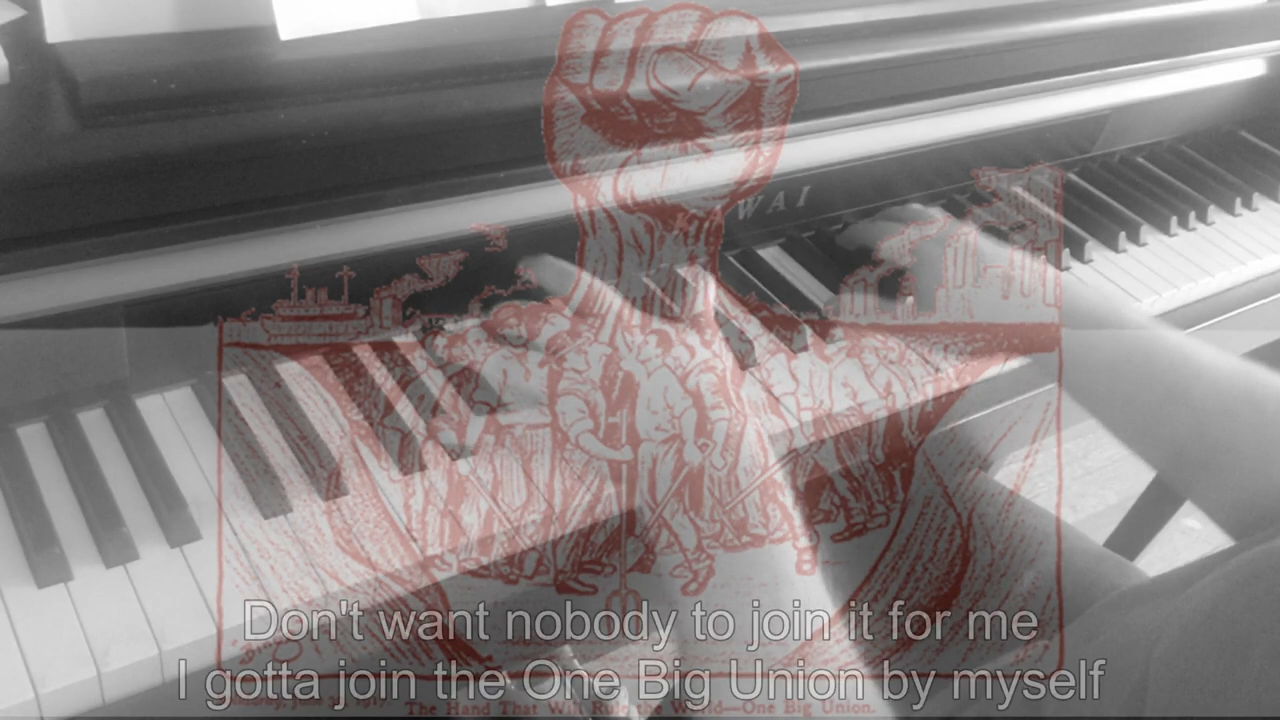 WAI
Don't want nobody to join it for me
I gotta join the One Big Union by myself
The Hand That Will Rule the World—One Big Union.